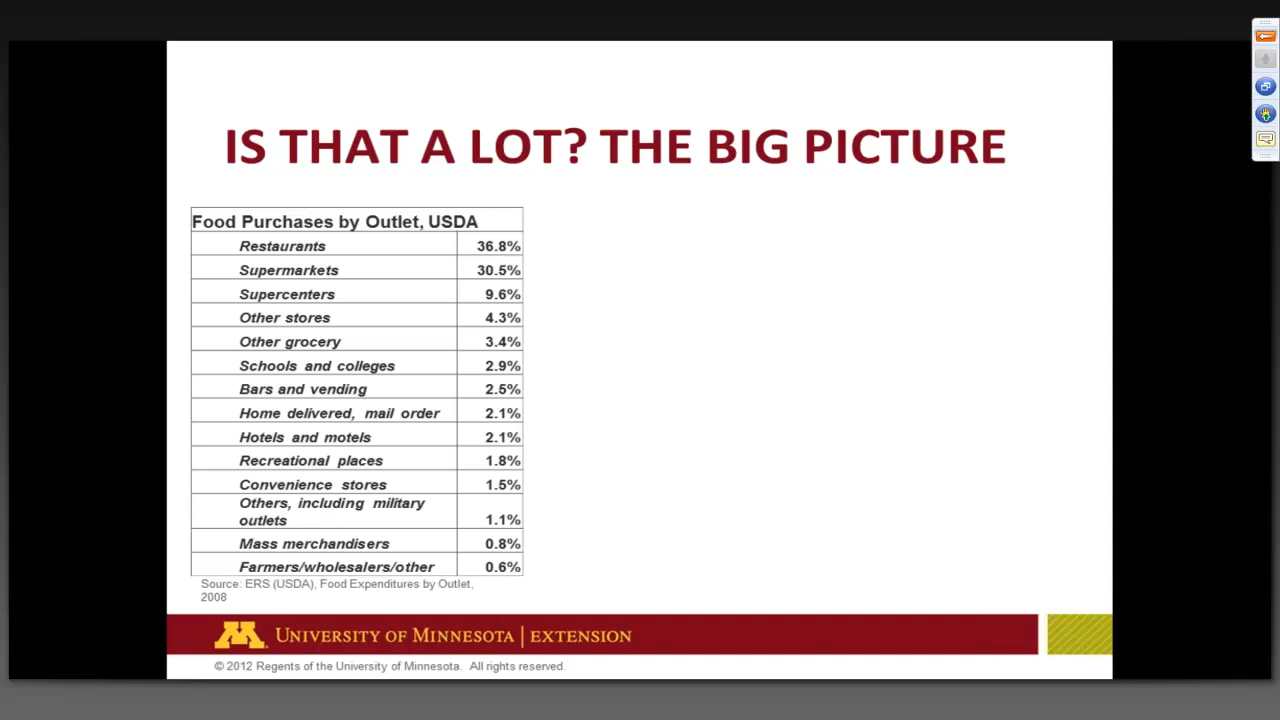 IS THAT A LOT? THE BIG PICTURE
Food Purchases by Outlet, USDA
Restaurants 36.8%
Supermarkets 30.5%
Supercenters 9.6%
Other stores 4.3%
Other grocery 3.4%
Schools and colleges 2.9%
Bars and vending 2.5%
Home delivered, mail order 2.1%
Hotels and motels 2.1%
Recreational places 1.8%
Convenience stores 1.5%
Others, including military
outlets 1.1%
Mass merchandisers 0.8%
Farmers/wholesalers/other 0.6%
Source: ERS (USDA), Food Expenditures by Outlet,
2008
M. UNIVERSITY OF MINNESOTA | EXTENSION
© 2012 Regents of the University of Minnesota. All rights reserved.